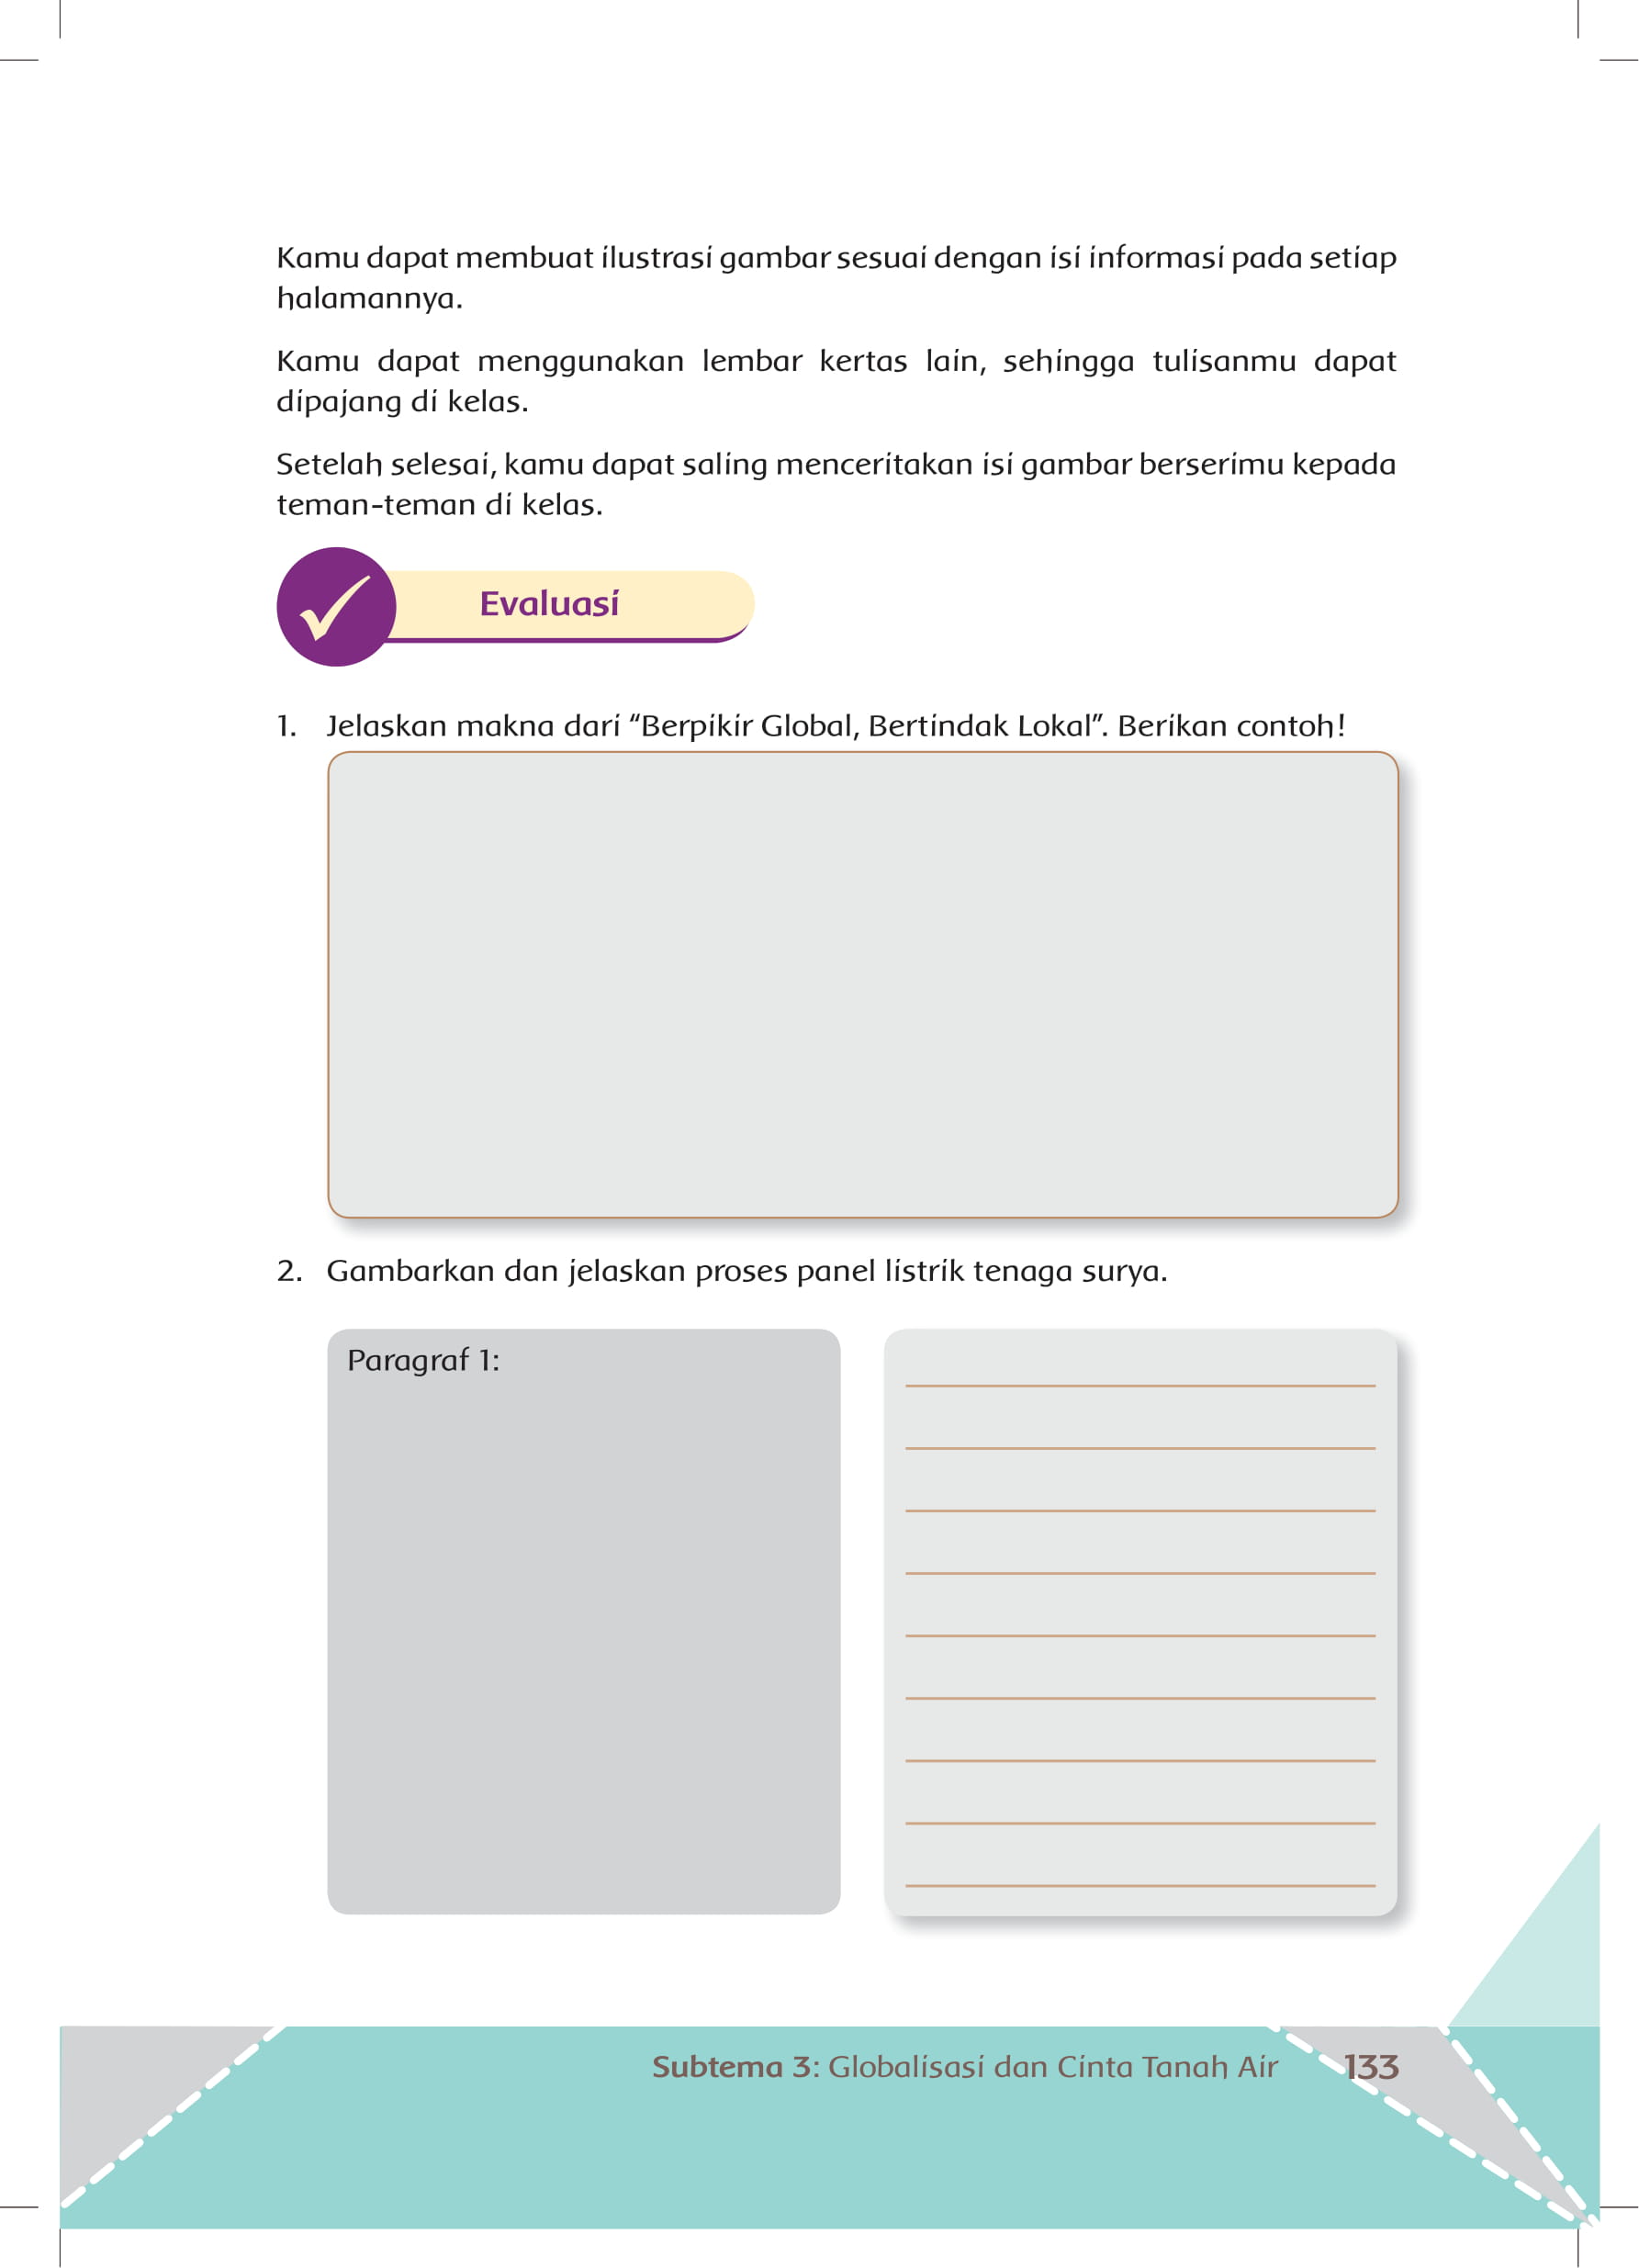 Kamu dapat membuat ilustrasi gambar sesuai dengan isi informasi pada setiap
halamannya.
Kamu dapat menggunakan lembar kertas lain, sehingga tulisanmu dapat
dipajang di kelas.
Setelah selesai, kamu dapat saling menceritakan isi gambar berserimu kepada
teman-teman di kelas.
Evaluasi
1. Jelaskan makna dari “Berpikir Global, Bertindak Lokal”. Berikan contoh!
2. Gambarkan dan jelaskan proses panel listrik tenaga surya.
Paragraf 1:
Subtema 3: Globalisasi dan Cinta Tanah Air 133